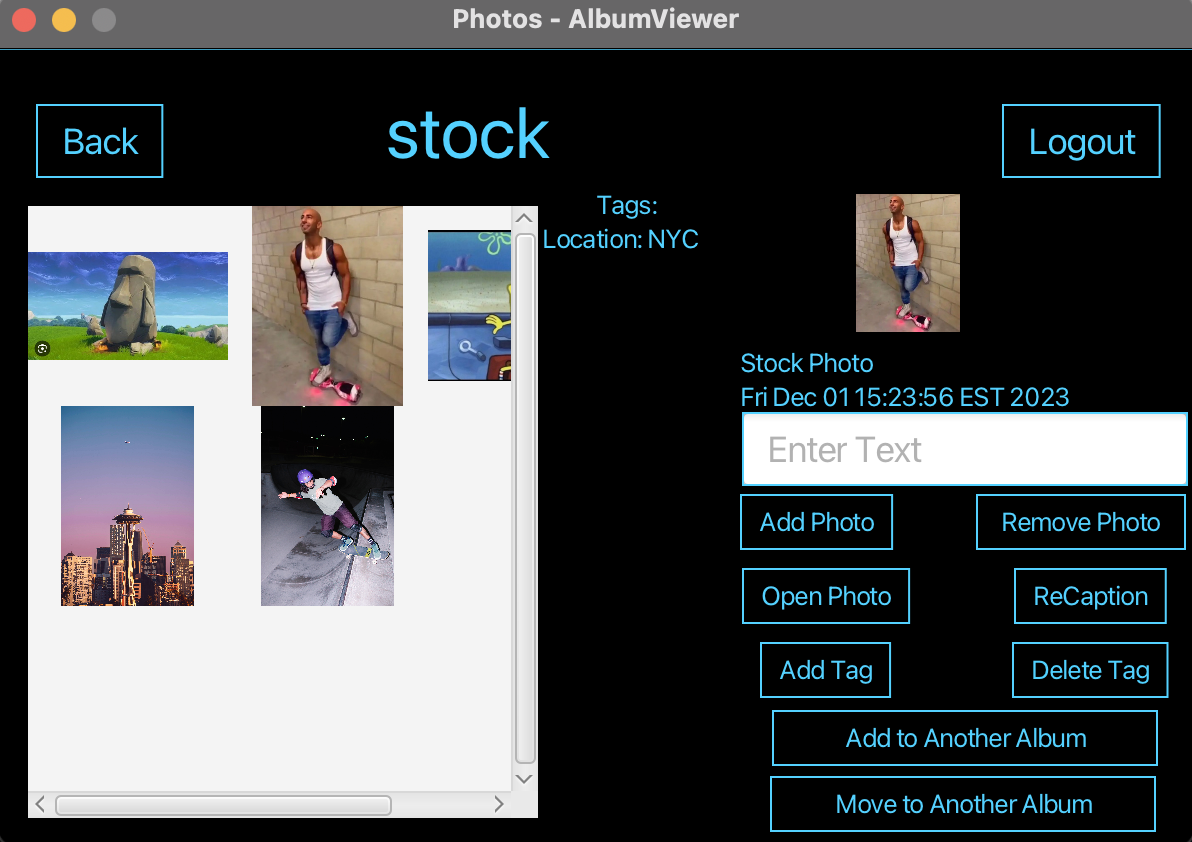 Photos - AlbumViewer
Back
stock
Logout
Tags:
Location: NYC
Stock Photo
Fri Dec 01 15:23:56 EST 2023
Enter Text
Add Photo
Remove Photo
Open Photo
ReCaption
Add Tag
Delete Tag
Add to Another Album
Move to Another Album